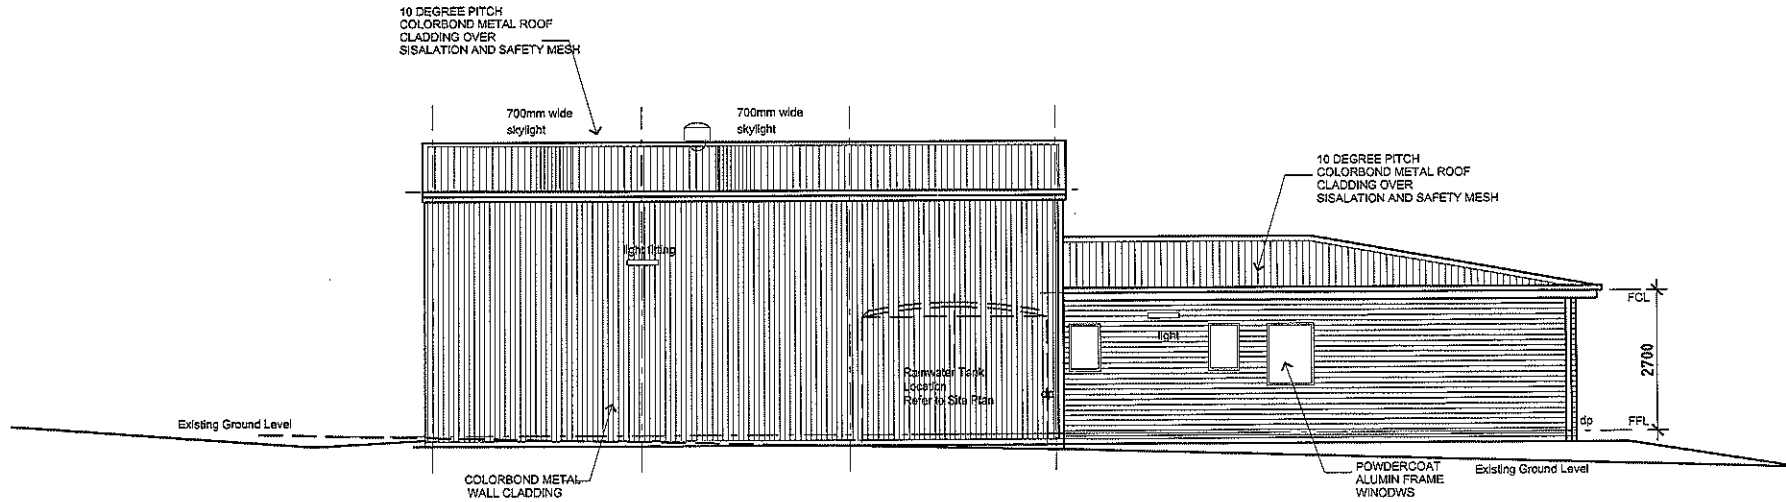 10 DEGREE PITCH
COLORBOND METAL ROOF
CLADDING OVER
SISALATION AND SAFETY MESH
700mm wide
skylight
700mm wide
skylight
10 DEGREE PITCH
COLORBOND METAL ROOF
CLADDING OVER
SISALATION AND SAFETY MESH
light fitting
FCL
light
2700
Rainwater Tank
Location
Refer to Site Plan
dp
Existing Ground Level
dp
FFL
COLORBOND METAL
WALL CLADDING
POWDERCOAT
ALUMIN FRAME
WINODWS
Existing Ground Level